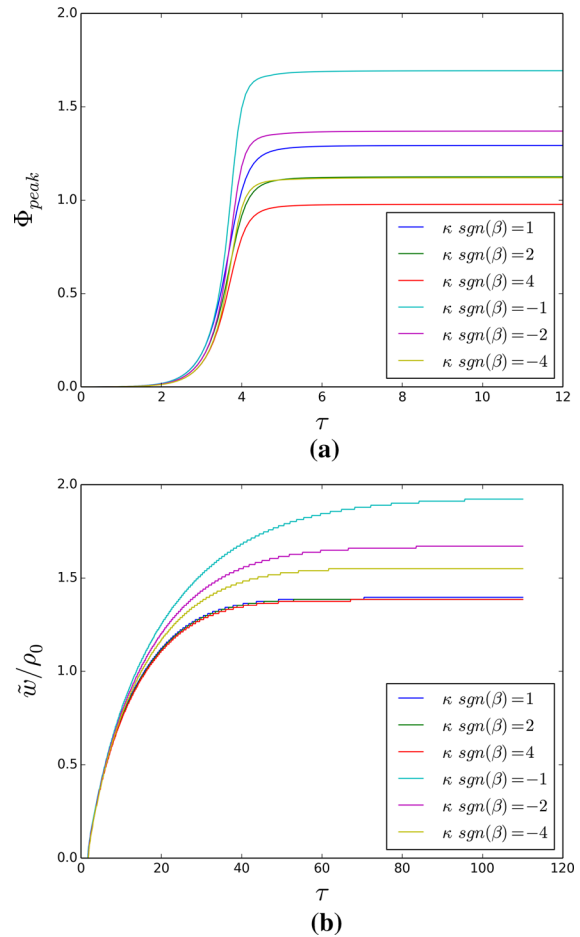 2.0
1.5
1.0
0.5
0.0
Φ_peak
κ sgn(β)=1
κ sgn(β)=2
κ sgn(β)=4
κ sgn(β)=−1
κ sgn(β)=−2
κ sgn(β)=−4
0 2 4 6 8 10 12
τ
(a)
2.0
1.5
1.0
0.5
0.0
w̃/ρ₀
κ sgn(β)=1
κ sgn(β)=2
κ sgn(β)=4
κ sgn(β)=−1
κ sgn(β)=−2
κ sgn(β)=−4
0 20 40 60 80 100 120
τ
(b)